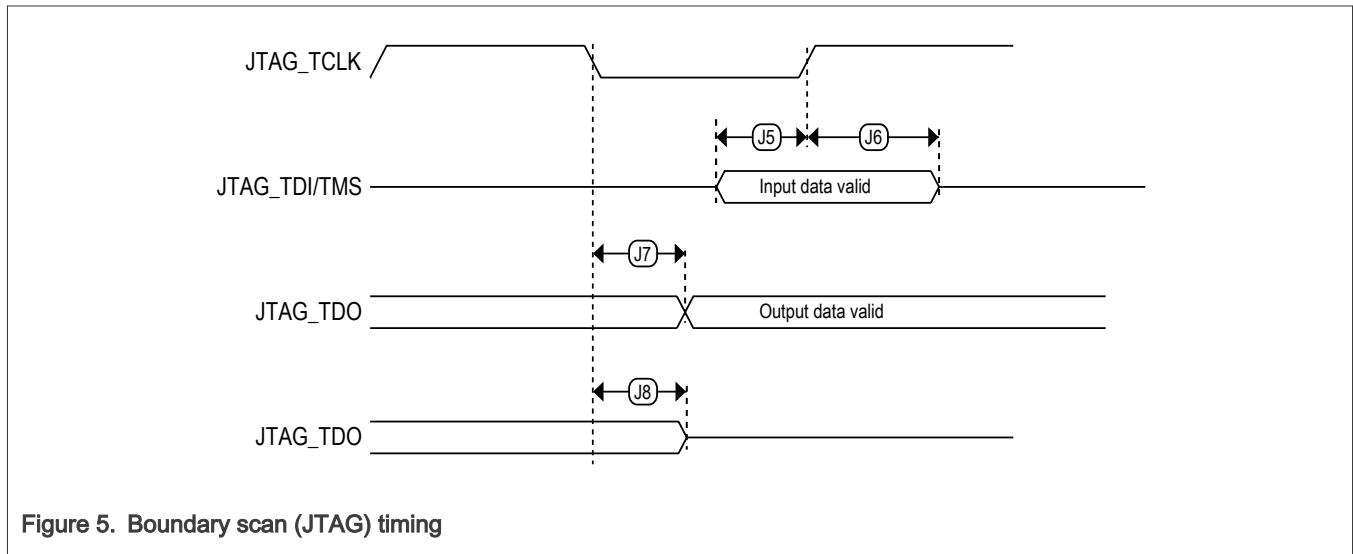 JTAG_TCLK
J5
J6
JTAG_TDI/TMS
Input data valid
J7
JTAG_TDO
Output data valid
J8
JTAG_TDO
Figure 5. Boundary scan (JTAG) timing